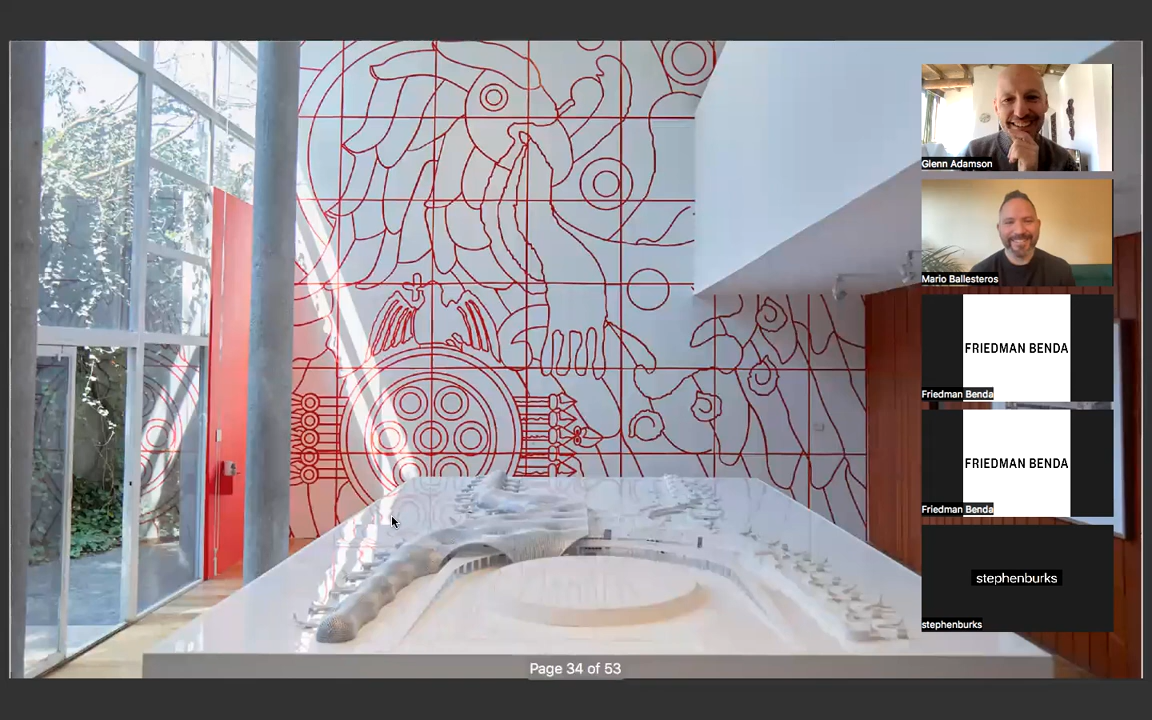 Glenn Adamson
Mario Ballesteros
FRIEDMAN BENDA
Friedman Benda
FRIEDMAN BENDA
Friedman Benda
stephenburks
stephenburks
Page 34 of 53